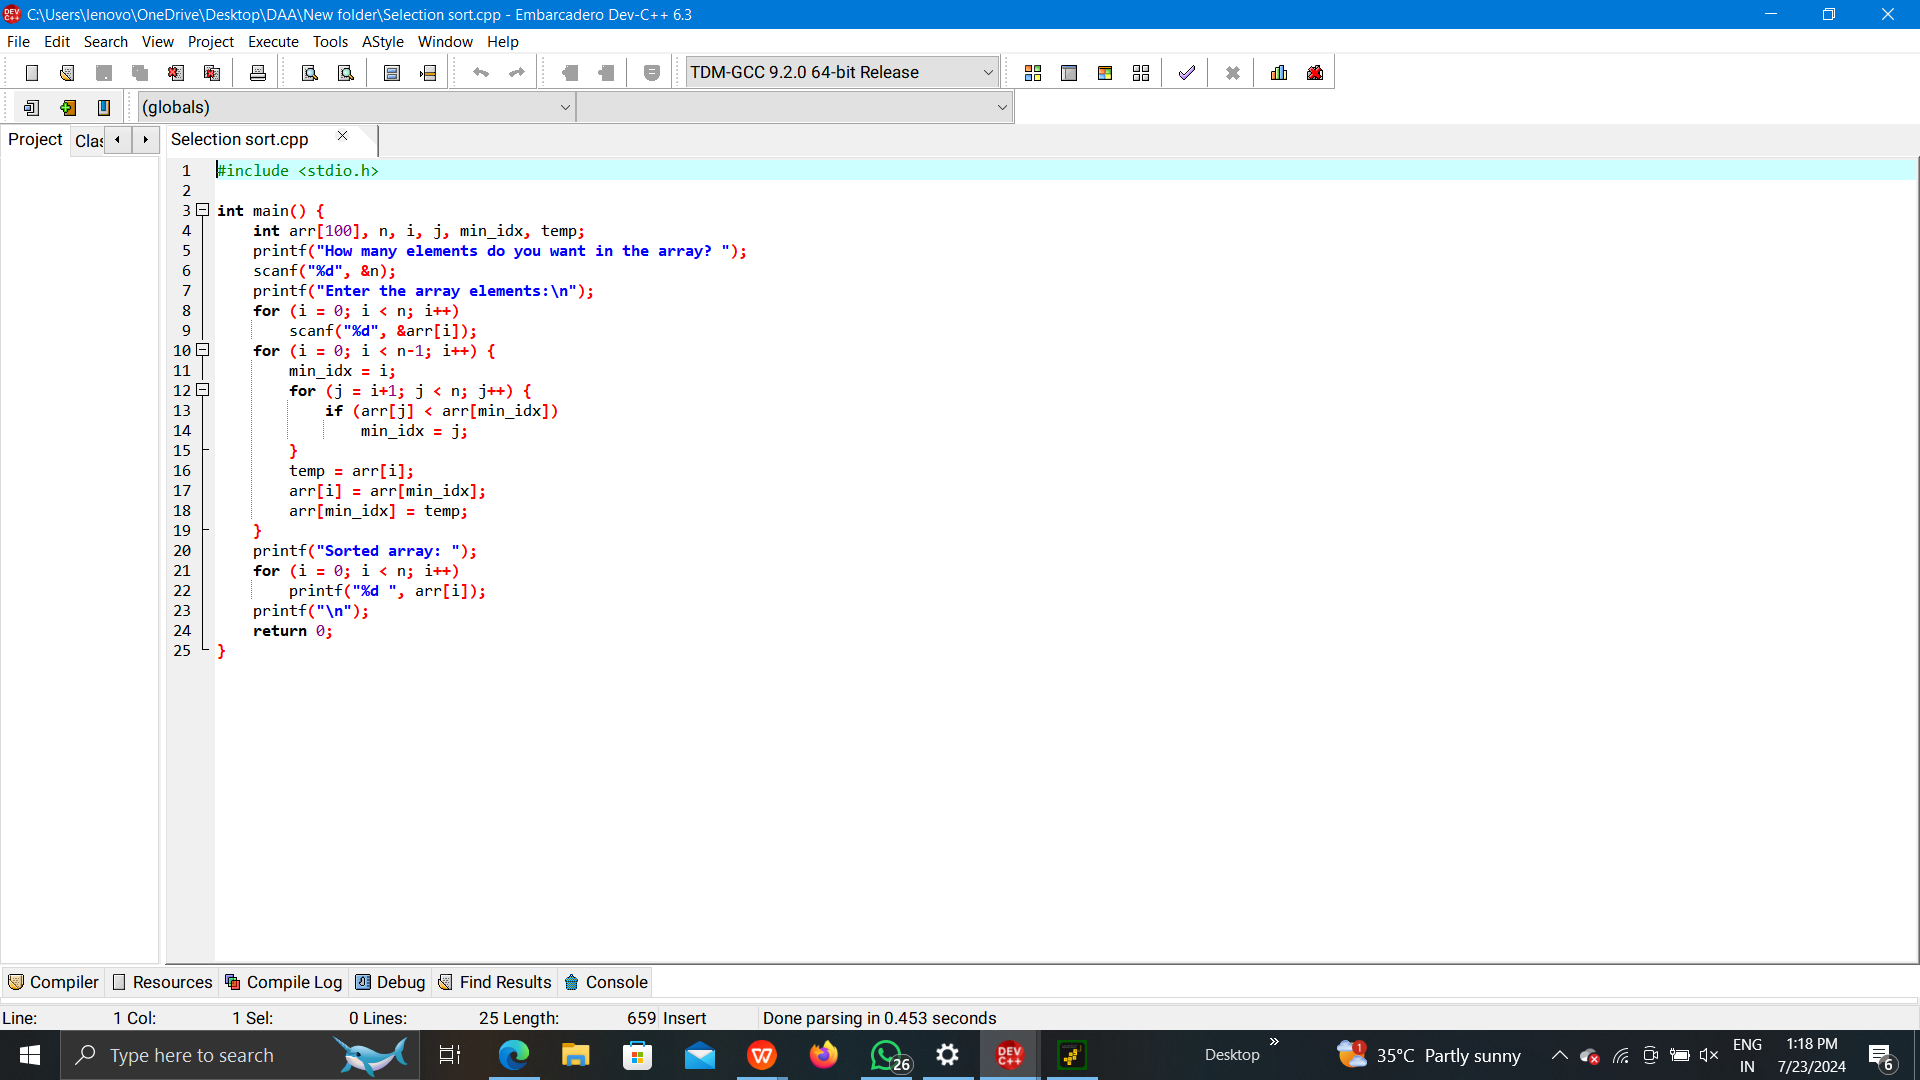 C:\Users\lenovo\OneDrive\Desktop\DAA\New folder\Selection sort.cpp - Embarcadero Dev-C++ 6.3
File Edit Search View Project Execute Tools AStyle Window Help
TDM-GCC 9.2.0 64-bit Release
(globals)
Project Clas Selection sort.cpp
1 #include <stdio.h>
2
3 int main() {
4     int arr[100], n, i, j, min_idx, temp;
5     printf("How many elements do you want in the array? ");
6     scanf("%d", &n);
7     printf("Enter the array elements:\n");
8     for (i = 0; i < n; i++)
9         scanf("%d", &arr[i]);
10     for (i = 0; i < n-1; i++) {
11         min_idx = i;
12         for (j = i+1; j < n; j++) {
13             if (arr[j] < arr[min_idx])
14                 min_idx = j;
15         }
16         temp = arr[i];
17         arr[i] = arr[min_idx];
18         arr[min_idx] = temp;
19     }
20     printf("Sorted array: ");
21     for (i = 0; i < n; i++)
22         printf("%d ", arr[i]);
23     printf("\n");
24     return 0;
25 }
Compiler Resources Compile Log Debug Find Results Console
Line: 1 Col: 1 Sel: 0 Lines: 25 Length: 659 Insert Done parsing in 0.453 seconds
Type here to search
26
DEV C++
Desktop »
1 35°C Partly sunny
ENG IN
1:18 PM
7/23/2024
6